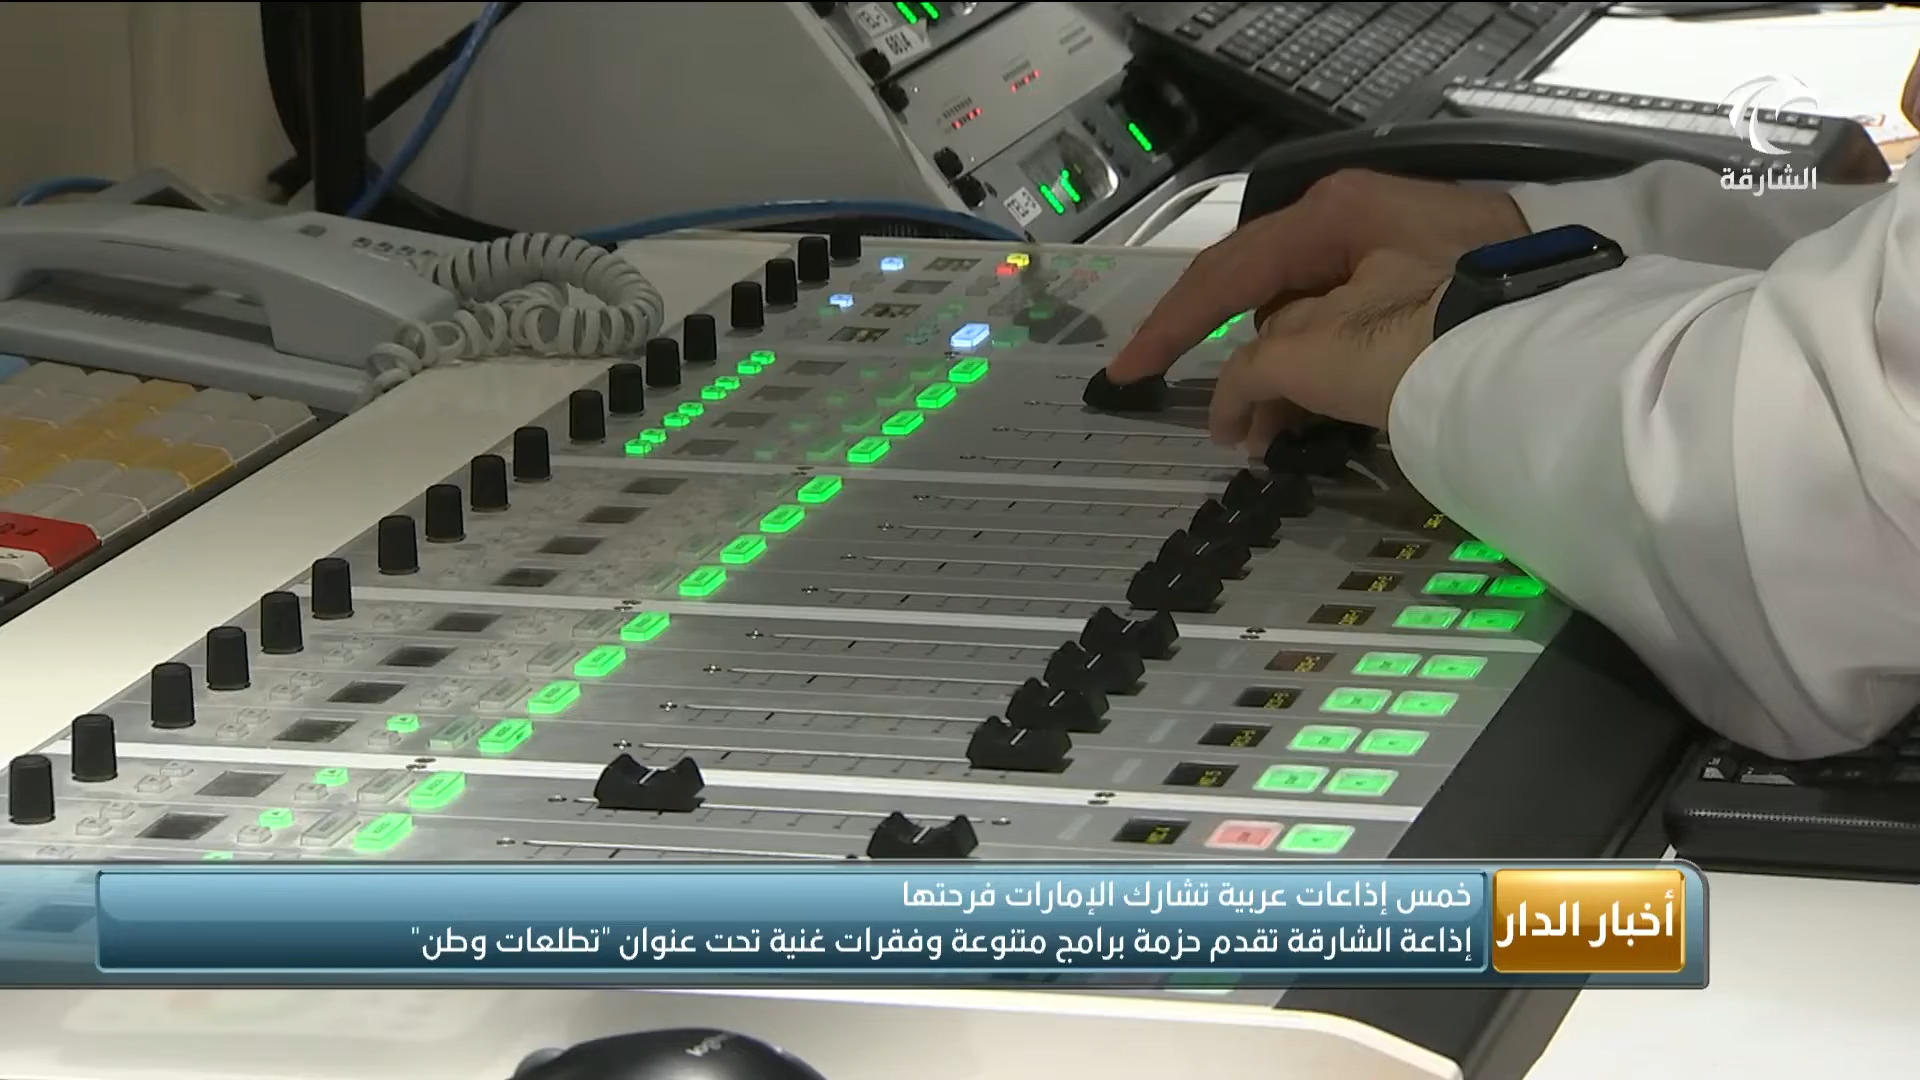 الشارقة
أخبار الدار
خمس إذاعات عربية تشارك الإمارات فرحتها
إذاعة الشارقة تقدم حزمة برامج متنوعة وفقرات غنية تحت عنوان "تطلعات وطن"